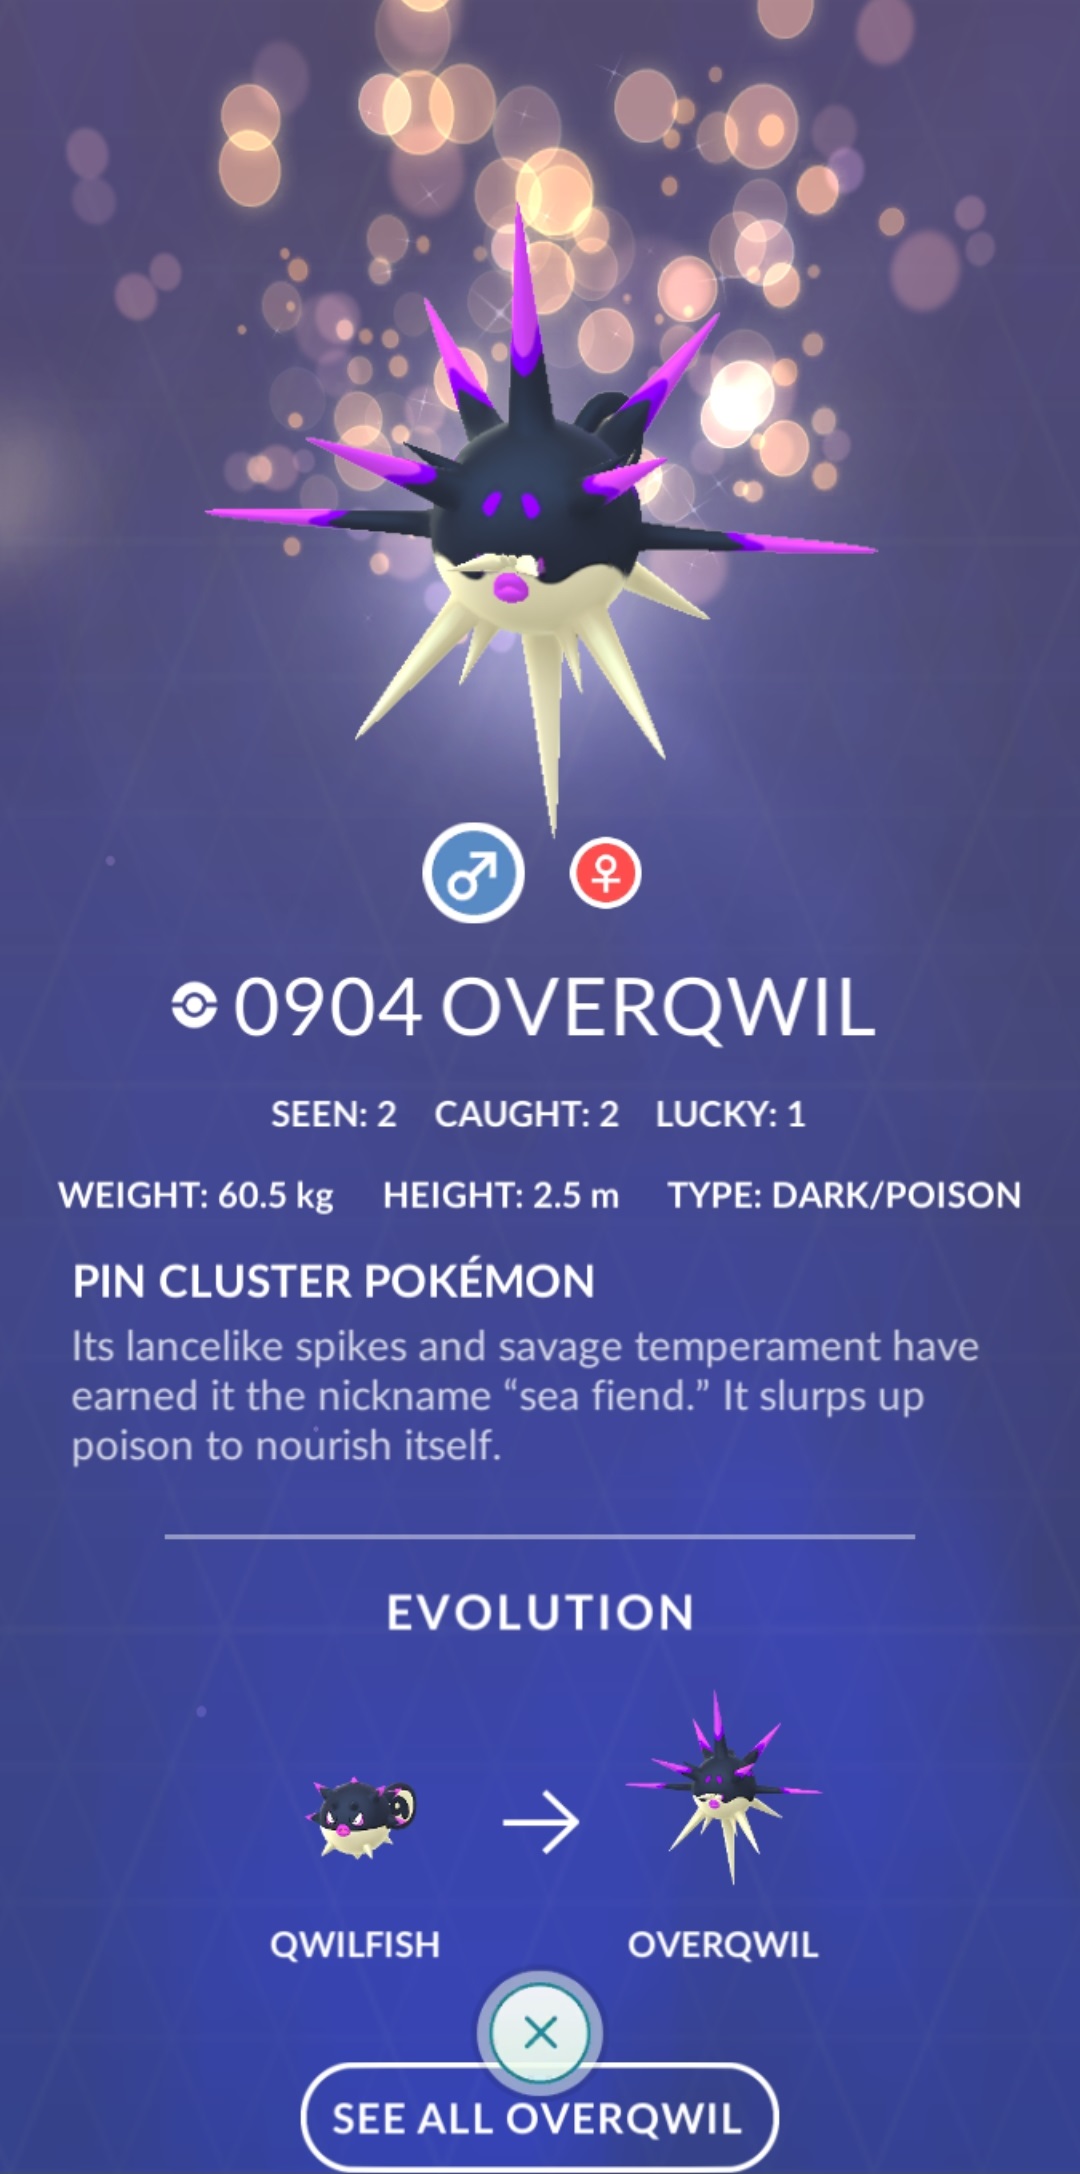 0904 OVERQWIL
SEEN: 2 CAUGHT: 2 LUCKY: 1
WEIGHT: 60.5 kg HEIGHT: 2.5 m TYPE: DARK/POISON
PIN CLUSTER POKÉMON
Its lancelike spikes and savage temperament have
earned it the nickname “sea fiend.” It slurps up
poison to nourish itself.
EVOLUTION
QWILFISH OVERQWIL
SEE ALL OVERQWIL